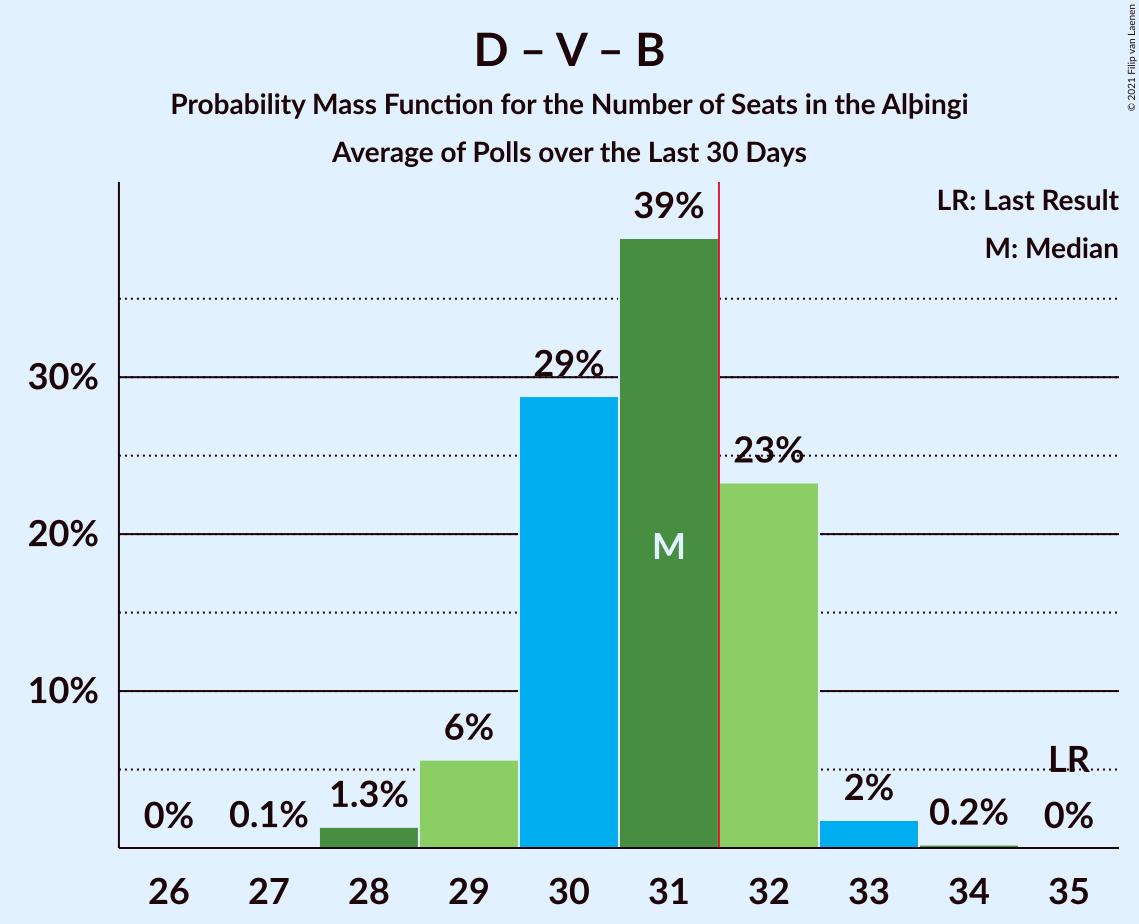 D – V – B
Probability Mass Function for the Number of Seats in the Alþingi
Average of Polls over the Last 30 Days
© 2021 Filip van Laenen
LR: Last Result
M: Median
39%
29%
30%
23%
M
20%
10%
6%
LR
1.3%
2%
0%
0.1%
0.2%
0%
26 27 28 29 30 31 32 33 34 35